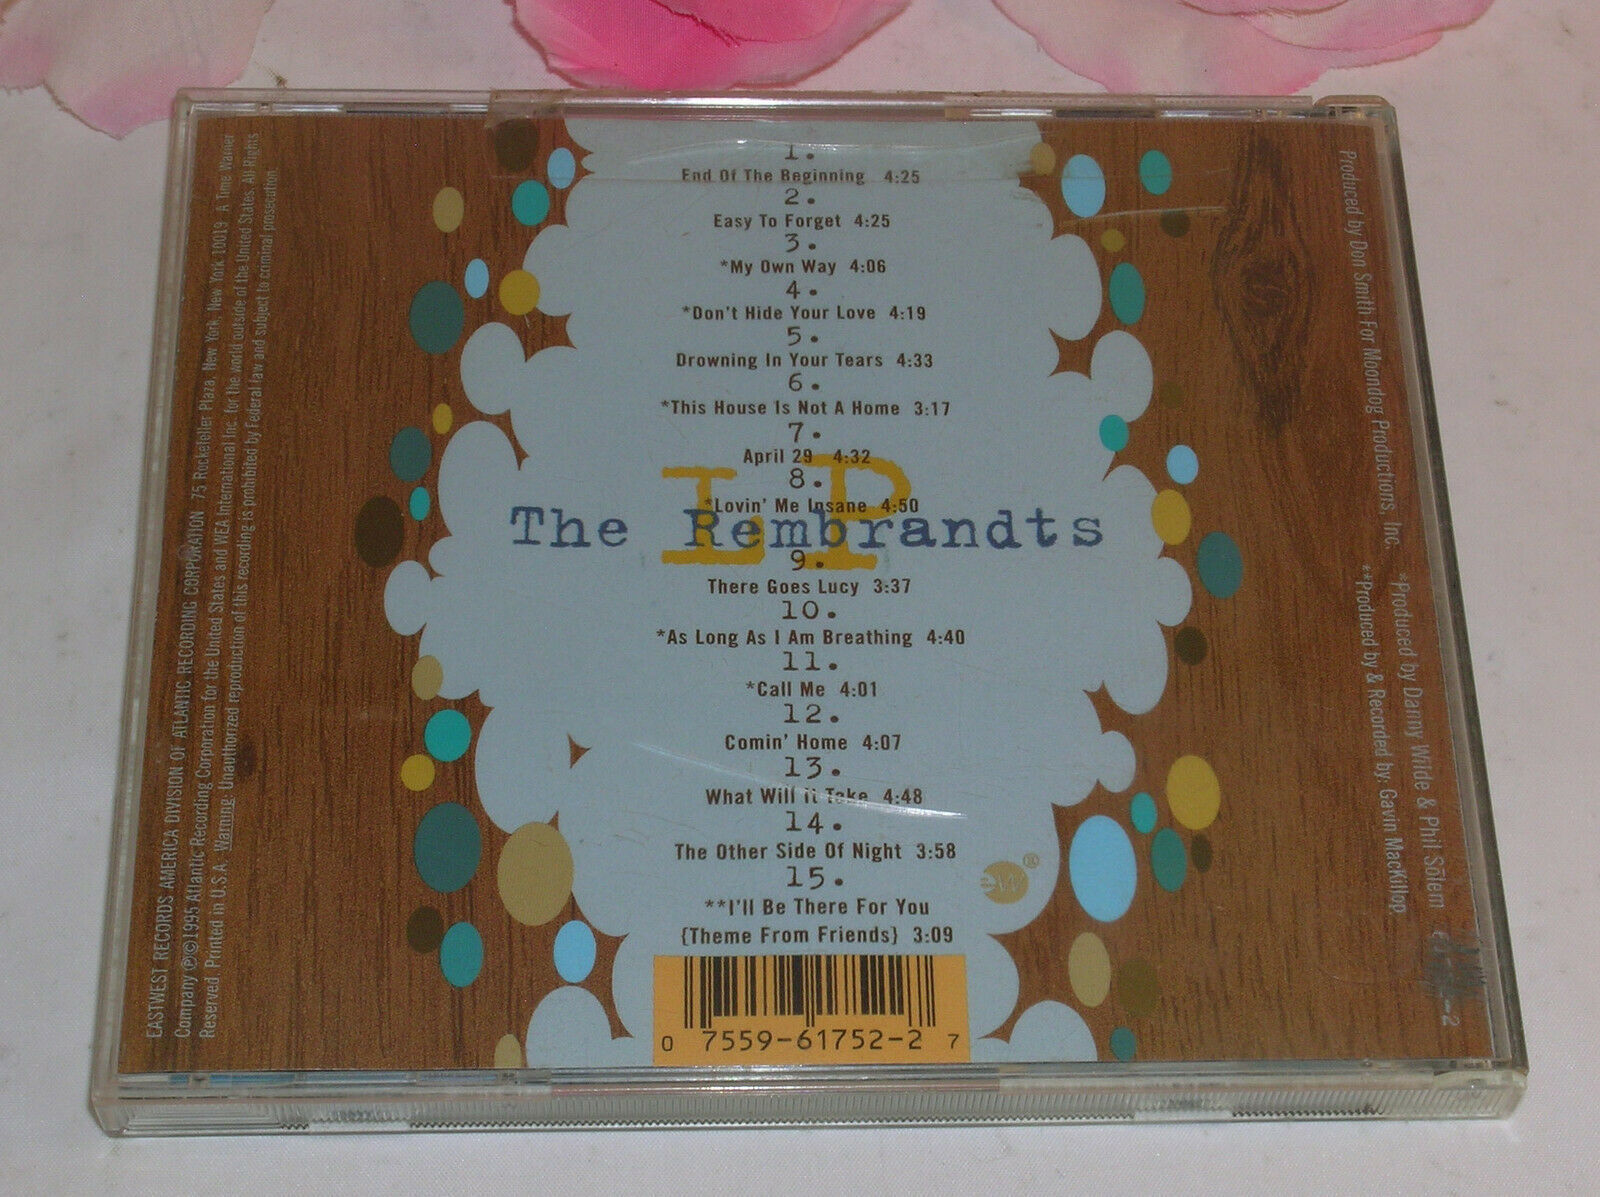 1.
End Of The Beginning 4:25
2.
Easy To Forget 4:25
3.
*My Own Way 4:06
4.
*Don't Hide Your Love 4:19
5.
Drowning In Your Tears 4:33
6.
*This House Is Not A Home 3:17
7.
April 29 4:32
8.
*Lovin' Me Insane 4:50
LP
The Rembrandts
9.
There Goes Lucy 3:37
10.
*As Long As I Am Breathing 4:40
11.
*Call Me 4:01
12.
Comin' Home 4:07
13.
What Will It Take 4:48
14.
The Other Side Of Night 3:58
15.
**I'll Be There For You
{Theme From Friends} 3:09
ew®
0 7559-61752-2 7
EASTWEST RECORDS AMERICA DIVISION OF ATLANTIC RECORDING CORPORATION 75 Rockefeller Plaza, New York, New York 10019 A Time Warner
Company ℗©1995 Atlantic Recording Corporation for the United States and WEA International Inc. for the world outside of the United States. All Rights
Reserved. Printed in U.S.A. Warning: Unauthorized reproduction of this recording is prohibited by Federal law and subject to criminal prosecution.
Produced by Don Smith For Moondog Productions, Inc.
*Produced by Danny Wilde & Phil Sōlem
**Produced by & Recorded by: Gavin MacKillop.
-2